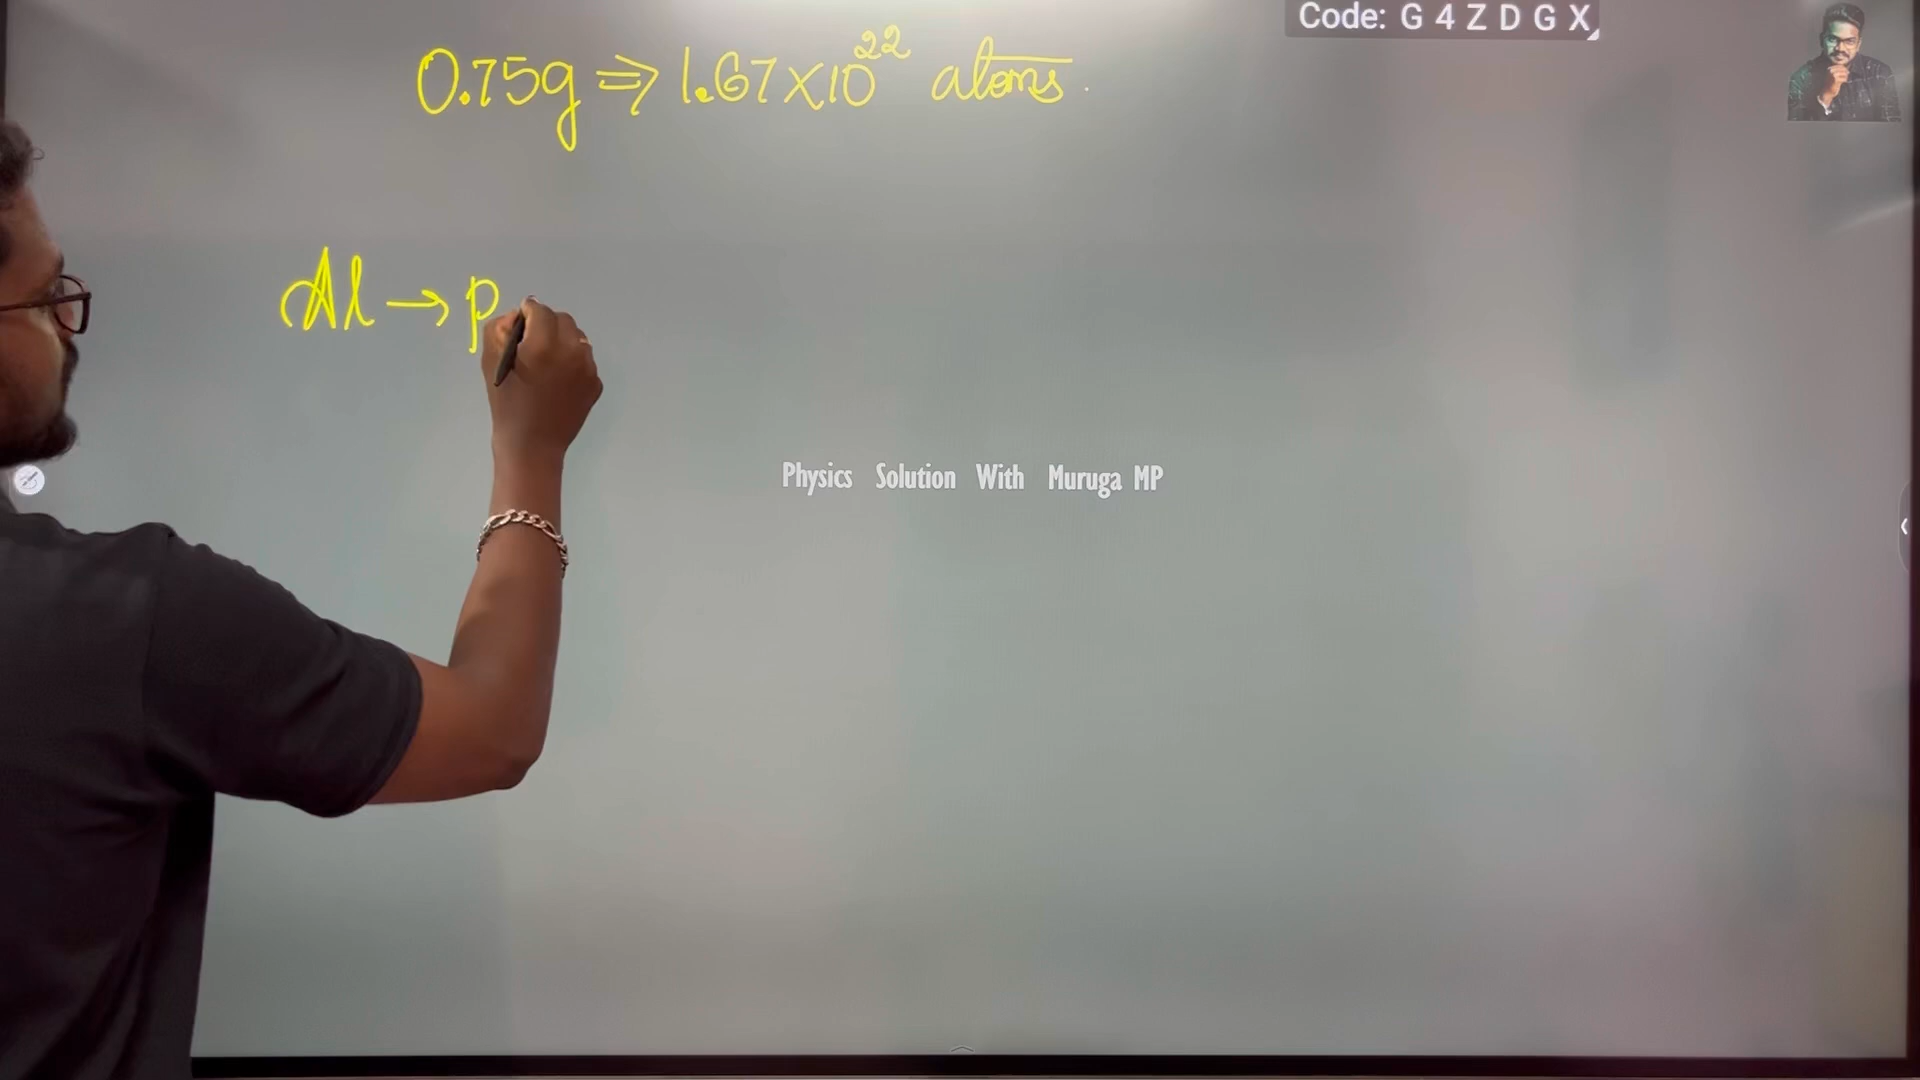 Code: G 4 Z D G X
0.75g ⇒ 1.67×10²² atoms.
Al → p
Physics Solution With Muruga MP